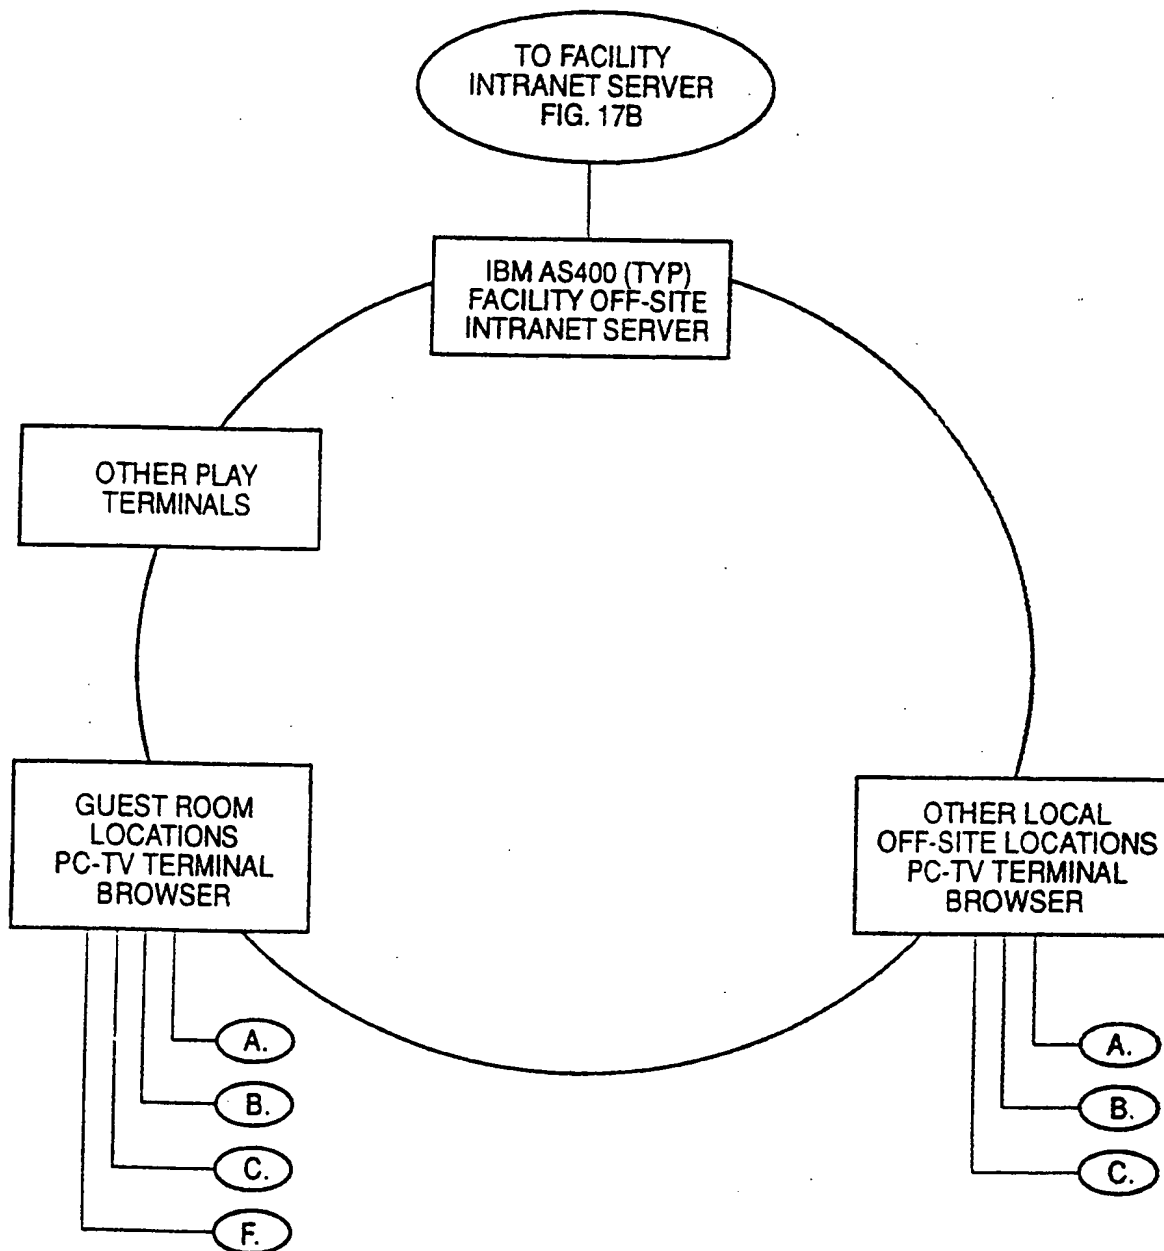 TO FACILITY
INTRANET SERVER
FIG. 17B
IBM AS400 (TYP)
FACILITY OFF-SITE
INTRANET SERVER
OTHER PLAY
TERMINALS
GUEST ROOM
LOCATIONS
PC-TV TERMINAL
BROWSER
A.
B.
C.
F.
OTHER LOCAL
OFF-SITE LOCATIONS
PC-TV TERMINAL
BROWSER
A.
B.
C.